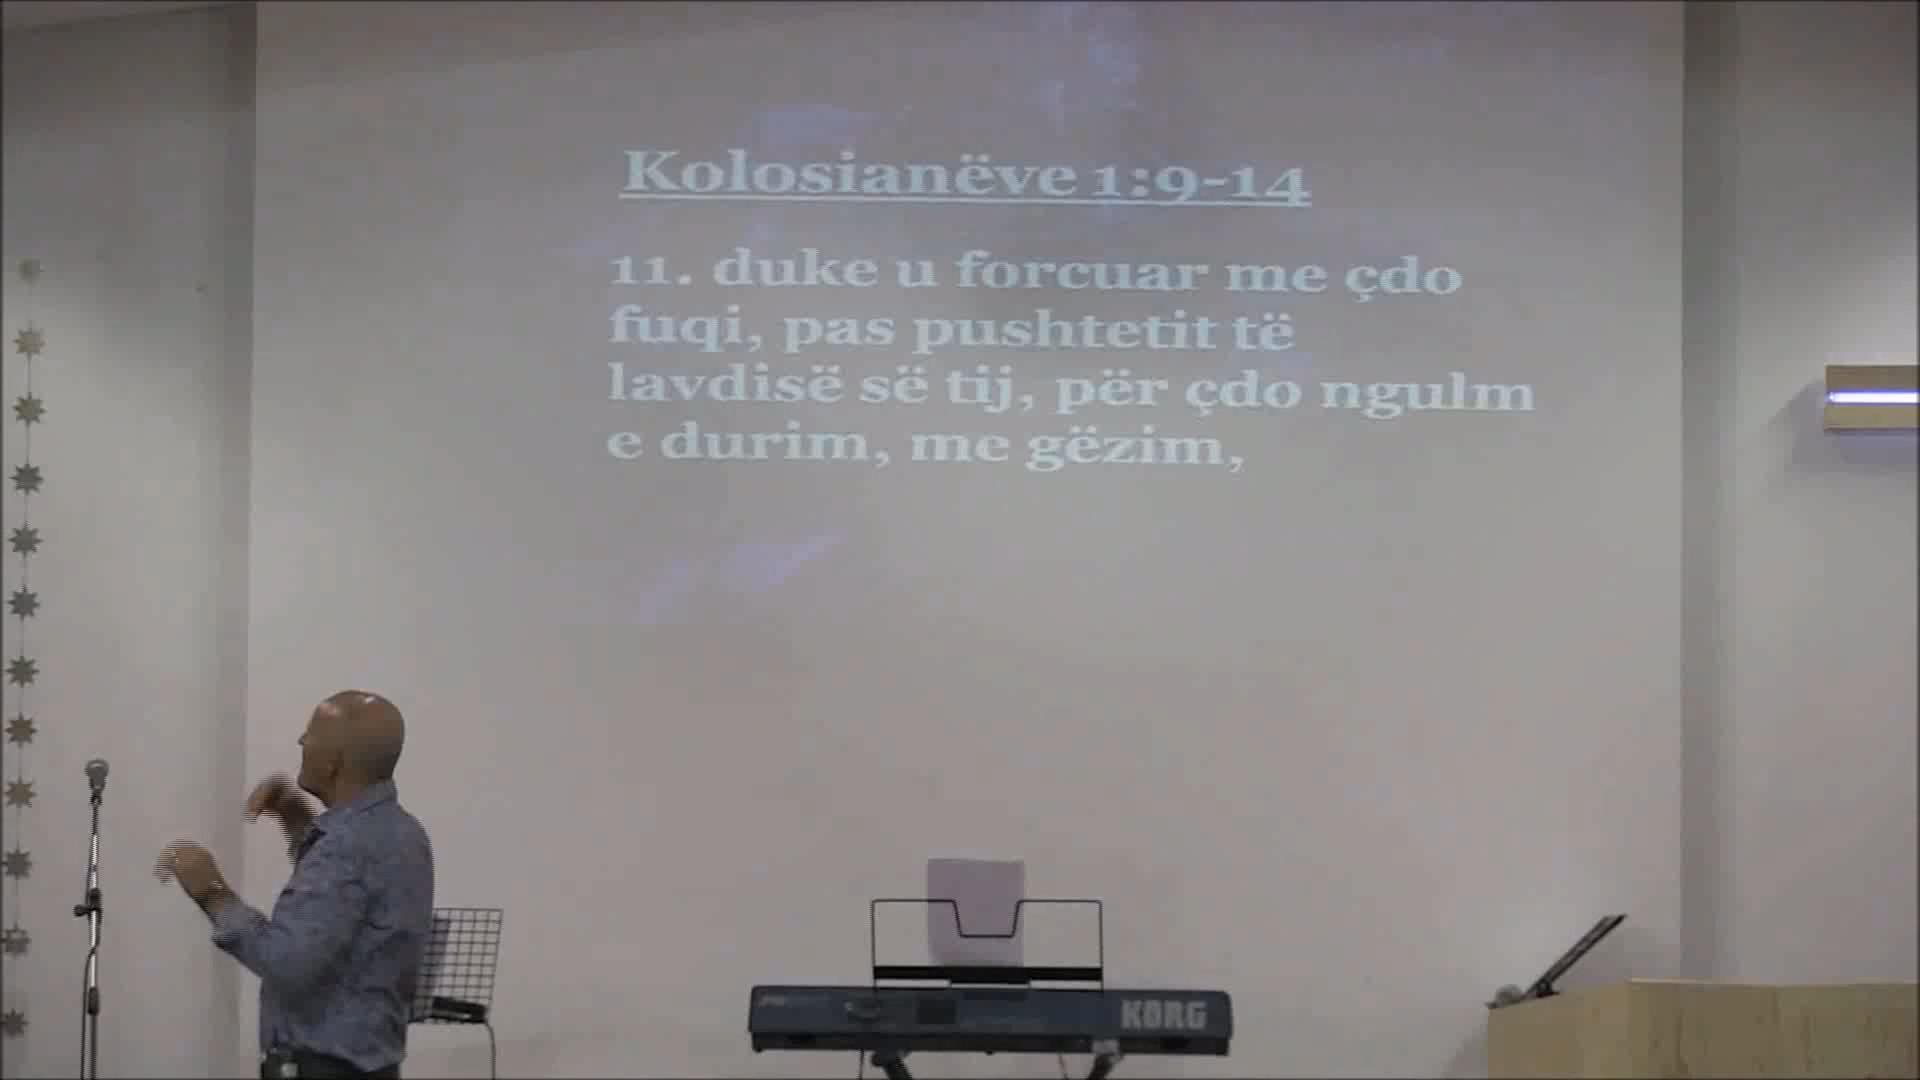 Kolosianëve 1:9-14
11. duke u forcuar me çdo
fuqi, pas pushtetit të
lavdisë së tij, për çdo ngulm
e durim, me gëzim,
KORG